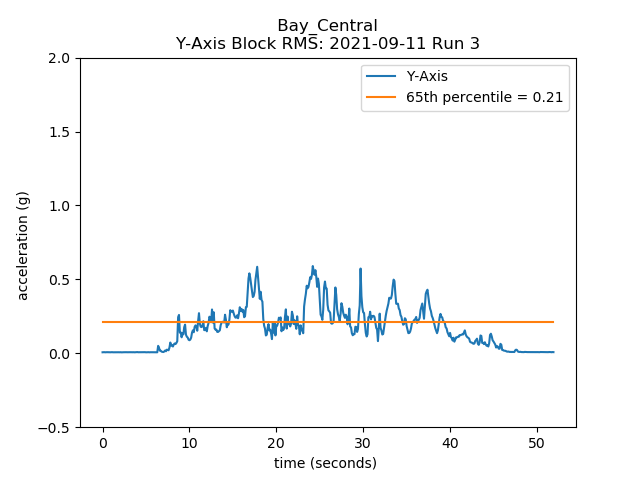 Bay_Central
Y-Axis Block RMS: 2021-09-11 Run 3
Y-Axis
65th percentile = 0.21
2.0
1.5
1.0
0.5
0.0
−0.5
acceleration (g)
0 10 20 30 40 50
time (seconds)